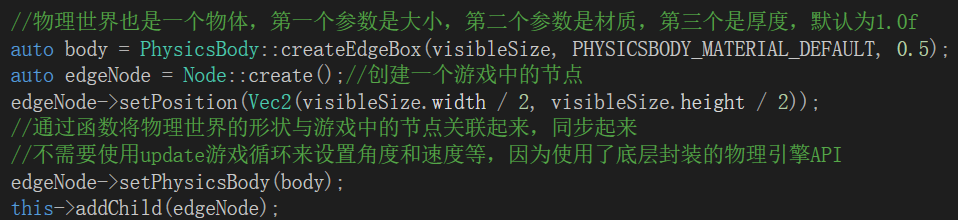 //物理世界也是一个物体，第一个参数是大小，第二个参数是材质，第三个是厚度，默认为1.0f
auto body = PhysicsBody::createEdgeBox(visibleSize, PHYSICSBODY_MATERIAL_DEFAULT, 0.5);
auto edgeNode = Node::create();//创建一个游戏中的节点
edgeNode->setPosition(Vec2(visibleSize.width / 2, visibleSize.height / 2));
//通过函数将物理世界的形状与游戏中的节点关联起来，同步起来
//不需要使用update游戏循环来设置角度和速度等，因为使用了底层封装的物理引擎API
edgeNode->setPhysicsBody(body);
this->addChild(edgeNode);